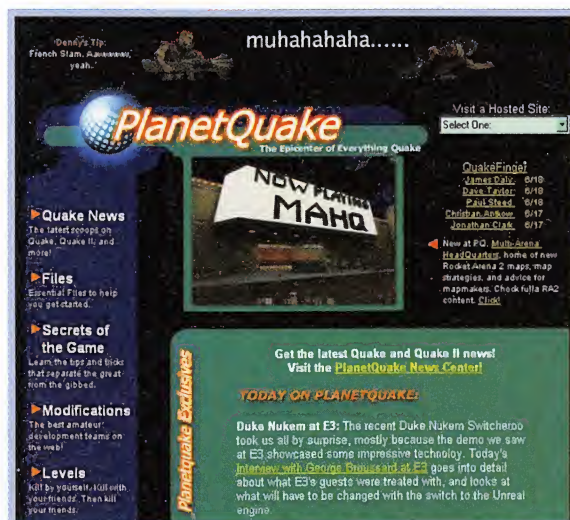 Denny's Tip:
French Slam. Aawwwww,
yeah.
muhahahaha......
PlanetQuake
The Epicenter of Everything Quake
Visit a Hosted Site:
Select One:
NOW PLAYING
MAHQ
QuakeFinger
James Daly 6/18
Dave Taylor 6/18
Paul Steed 6/18
Christian Antkow 6/17
Jonathan Clark 6/17
New at PQ. Multi-Arena
HeadQuarters, home of new
Rocket Arena 2 maps, map
strategies, and advice for
mapmakers. Chock fulla RA2
content. Click!
Quake News
The latest scoops on
Quake, Quake II, and
more!
Files
Essential Files to help
you get started.
Secrets of
the Game
Learn the tips and tricks
that separate the great
from the gibbed.
Modifications
The best amateur
development teams on
the web!
Levels
Kill by yourself. Kill with
your friends. Then kill
your friends.
Planetquake Exclusives
Get the latest Quake and Quake II news!
Visit the PlanetQuake News Center!
TODAY ON PLANETQUAKE:
Duke Nukem at E3: The recent Duke Nukem Switcheroo
took us all by surprise, mostly because the demo we saw
at E3 showcased some impressive technoloy. Today's
Interview with George Broussard at E3 goes into detail
about what E3's guests were treated with, and looks at
what will have to be changed with the switch to the Unreal
engine.